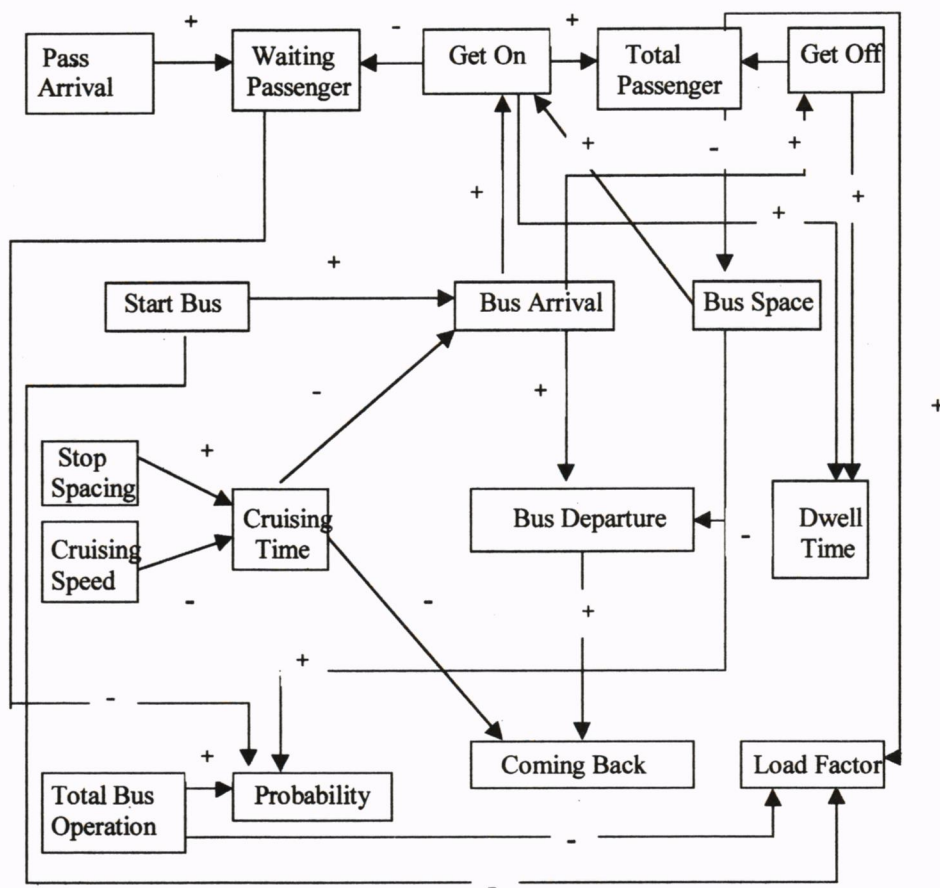 +
-
+
Pass
Arrival
Waiting
Passenger
Get On
Total
Passenger
Get Off
+
-
+
+
+
+
+
Start Bus
Bus Arrival
Bus Space
-
+
+
+
Stop
Spacing
Cruising
Speed
Cruising
Time
Bus Departure
Dwell
Time
-
-
-
+
+
-
+
Total Bus
Operation
Probability
Coming Back
Load Factor
-
-